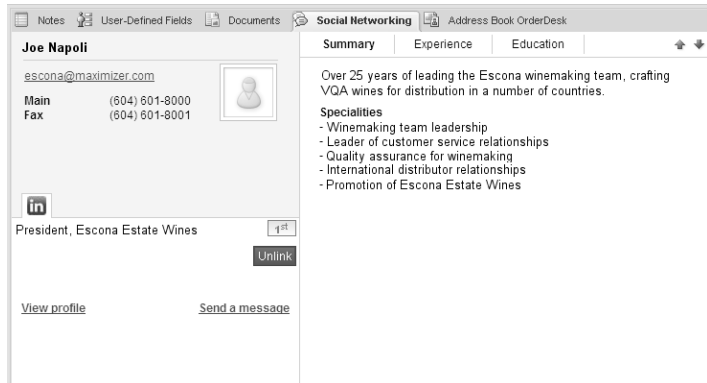 Notes User-Defined Fields Documents Social Networking Address Book OrderDesk
Joe Napoli
escona@maximizer.com
Main (604) 601-8000
Fax (604) 601-8001
in
President, Escona Estate Wines 1st
Unlink
View profile Send a message
Summary Experience Education
Over 25 years of leading the Escona winemaking team, crafting
VQA wines for distribution in a number of countries.
Specialities
- Winemaking team leadership
- Leader of customer service relationships
- Quality assurance for winemaking
- International distributor relationships
- Promotion of Escona Estate Wines